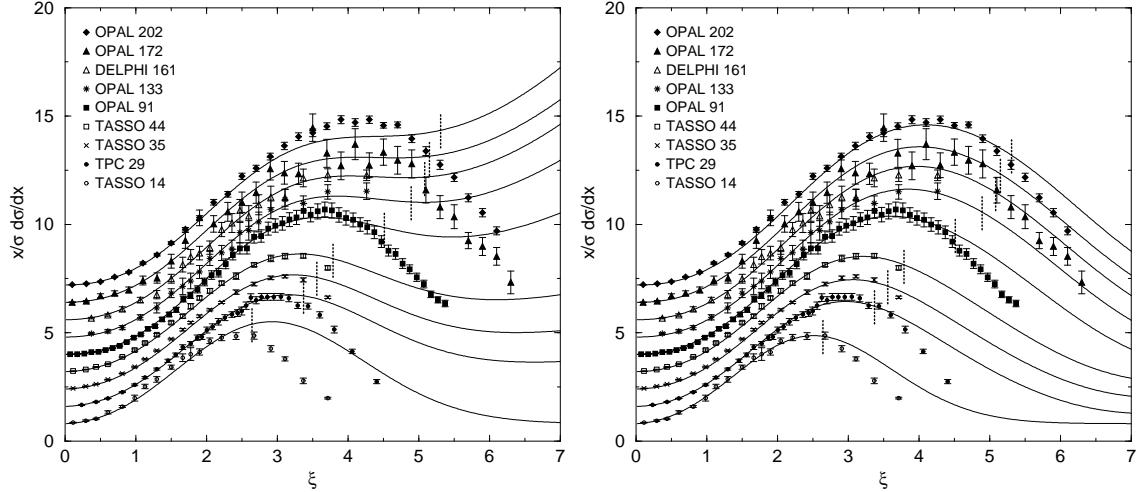 20
15
10
5
0
x/σ dσ/dx
OPAL 202
OPAL 172
DELPHI 161
OPAL 133
OPAL 91
TASSO 44
TASSO 35
TPC 29
TASSO 14
0 1 2 3 4 5 6 7
ξ
20
15
10
5
0
x/σ dσ/dx
OPAL 202
OPAL 172
DELPHI 161
OPAL 133
OPAL 91
TASSO 44
TASSO 35
TPC 29
TASSO 14
0 1 2 3 4 5 6 7
ξ